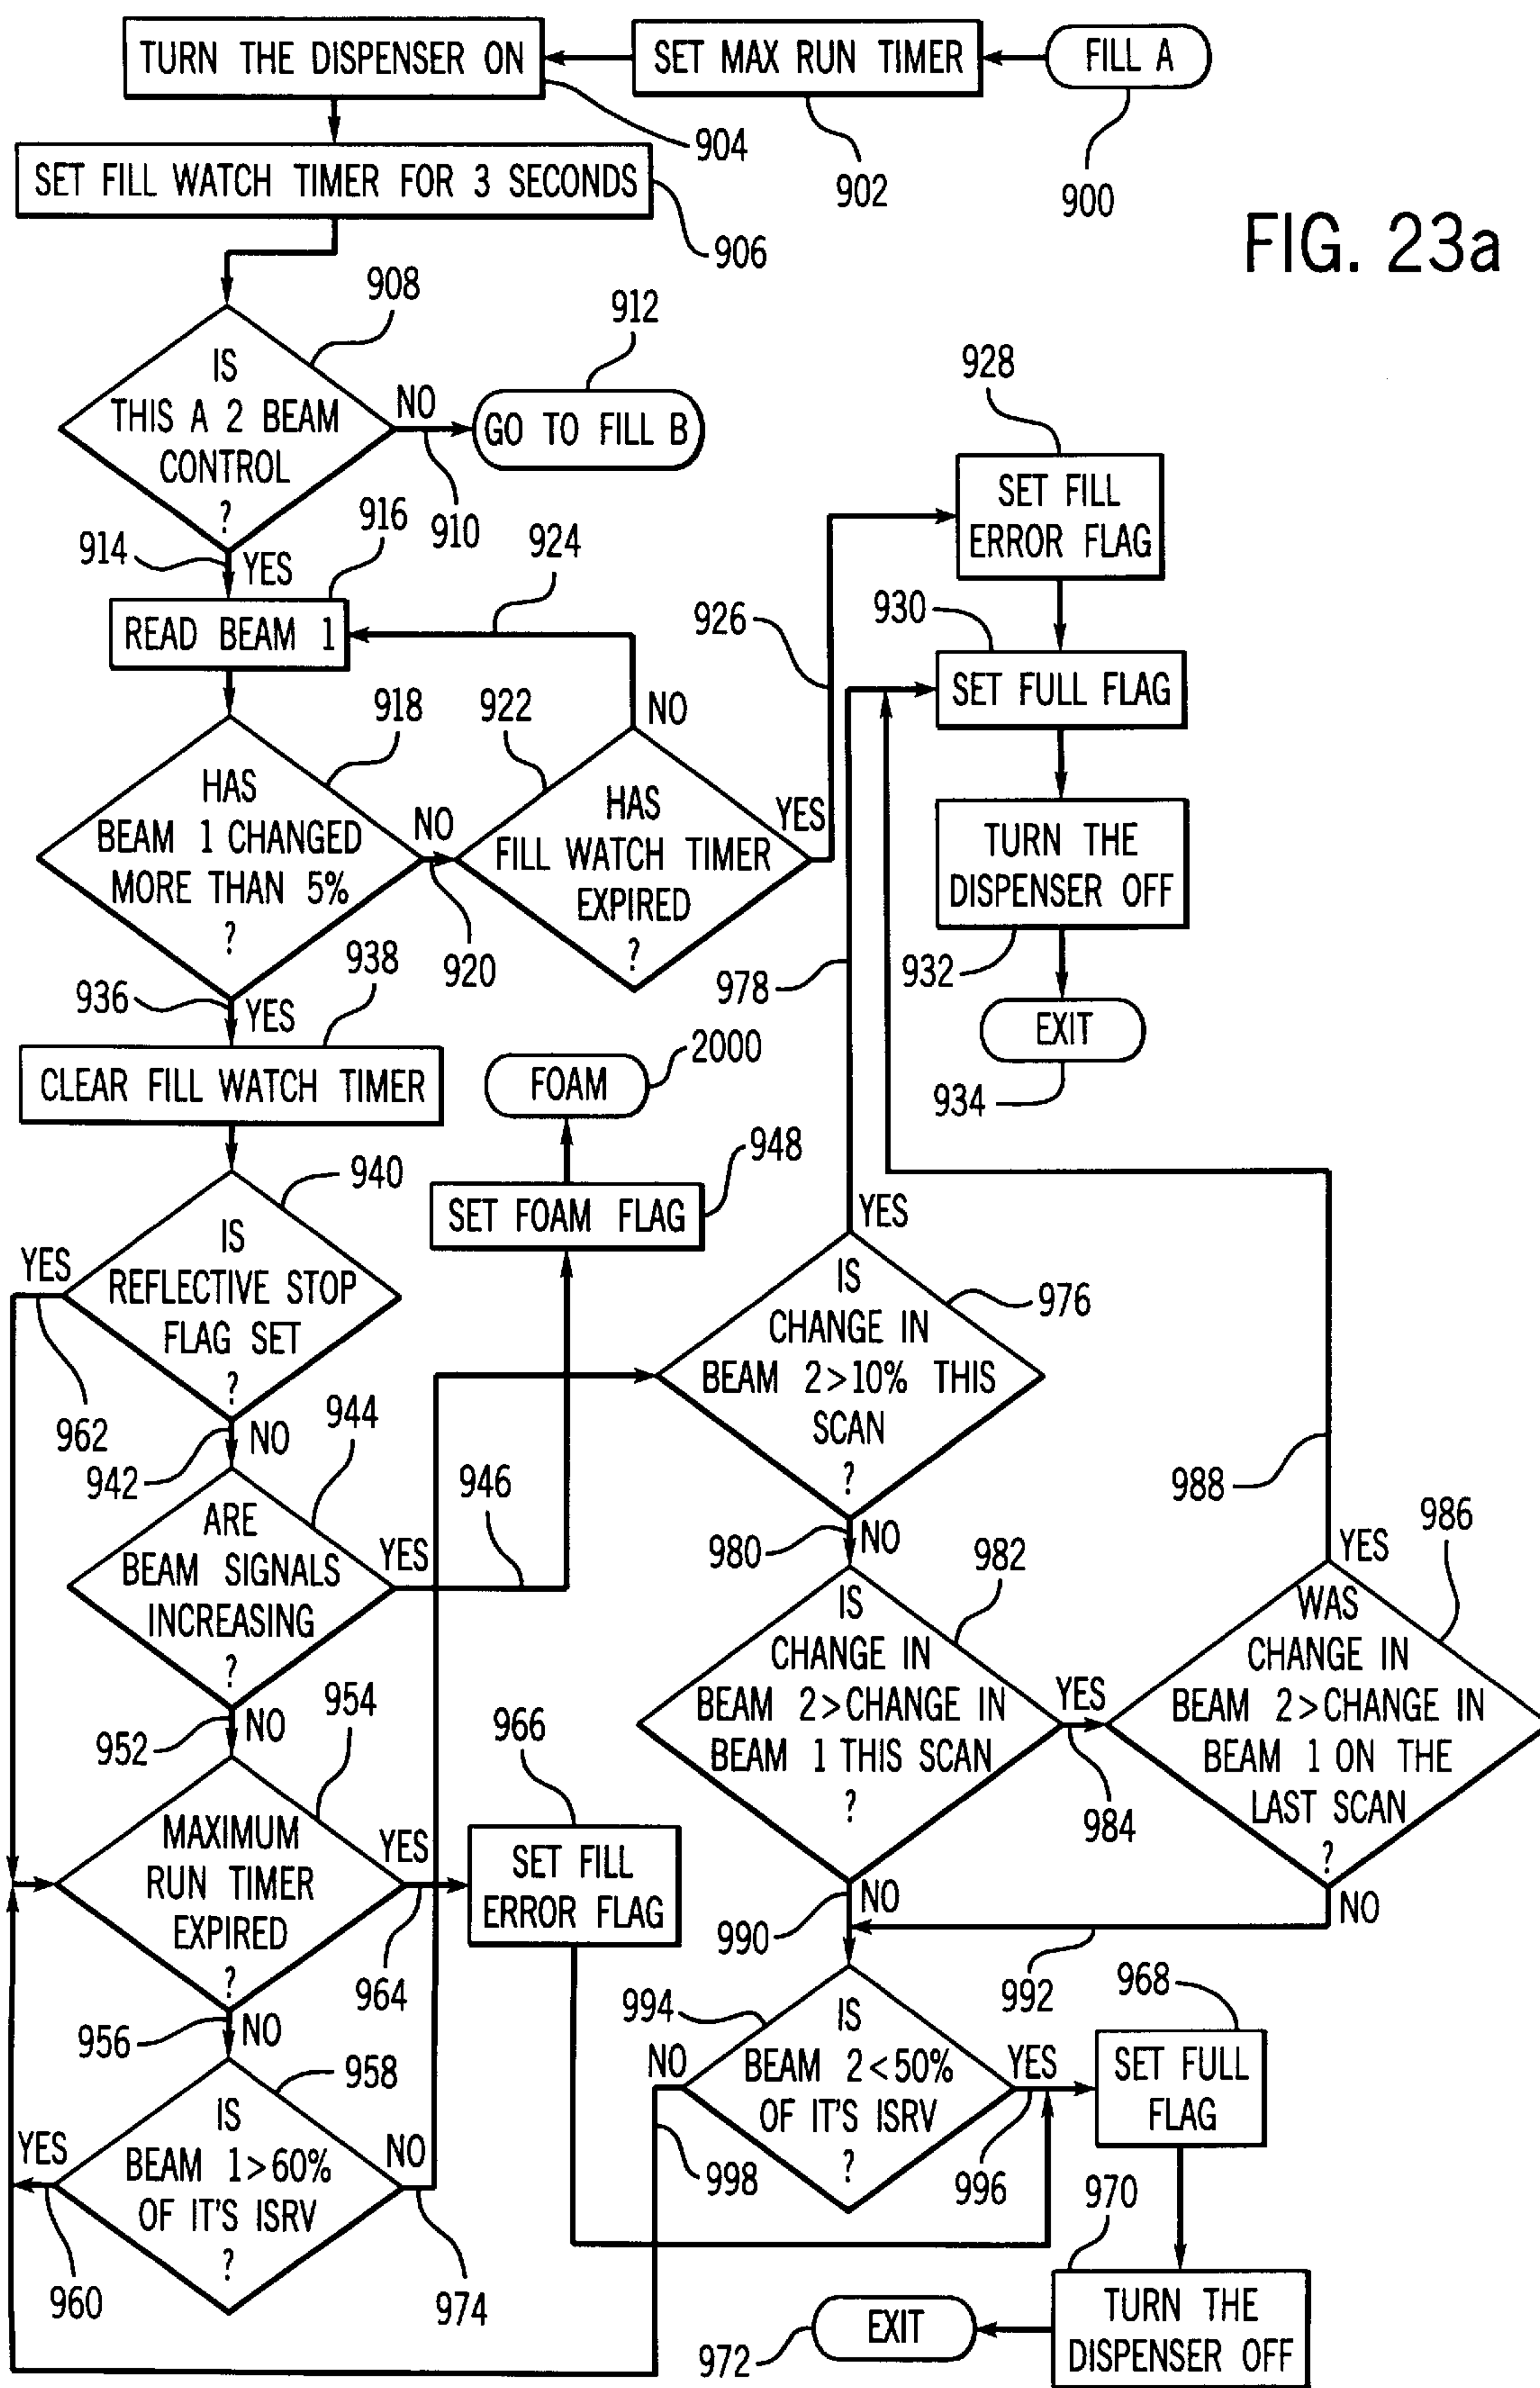 TURN THE DISPENSER ON
SET MAX RUN TIMER
FILL A
904
902
900
SET FILL WATCH TIMER FOR 3 SECONDS
906
FIG. 23a
908
IS
THIS A 2 BEAM
CONTROL
?
NO
910
912
GO TO FILL B
914
YES
916
READ BEAM 1
924
918
HAS
BEAM 1 CHANGED
MORE THAN 5%
?
NO
920
922
HAS
FILL WATCH TIMER
EXPIRED
?
NO
YES
926
928
SET FILL
ERROR FLAG
930
SET FULL FLAG
TURN THE
DISPENSER OFF
932
EXIT
934
936
YES
938
CLEAR FILL WATCH TIMER
FOAM
2000
948
SET FOAM FLAG
940
IS
REFLECTIVE STOP
FLAG SET
?
YES
962
942
NO
944
ARE
BEAM SIGNALS
INCREASING
?
YES
946
952
NO
954
MAXIMUM
RUN TIMER
EXPIRED
?
YES
964
966
SET FILL
ERROR FLAG
956
NO
958
IS
BEAM 1>60%
OF IT'S ISRV
?
YES
960
NO
974
978
YES
IS
CHANGE IN
BEAM 2>10% THIS
SCAN
?
976
980
NO
982
IS
CHANGE IN
BEAM 2>CHANGE IN
BEAM 1 THIS SCAN
?
YES
984
988
YES
986
WAS
CHANGE IN
BEAM 2>CHANGE IN
BEAM 1 ON THE
LAST SCAN
?
NO
990
NO
992
994
IS
BEAM 2<50%
OF IT'S ISRV
?
NO
998
YES
996
968
SET FULL
FLAG
970
TURN THE
DISPENSER OFF
EXIT
972